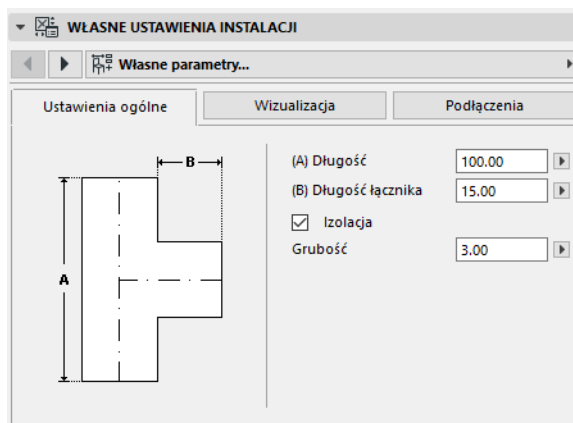 WŁASNE USTAWIENIA INSTALACJI
Własne parametry...
Ustawienia ogólne Wizualizacja Podłączenia
B
A
(A) Długość 100.00
(B) Długość łącznika 15.00
Izolacja
Grubość 3.00